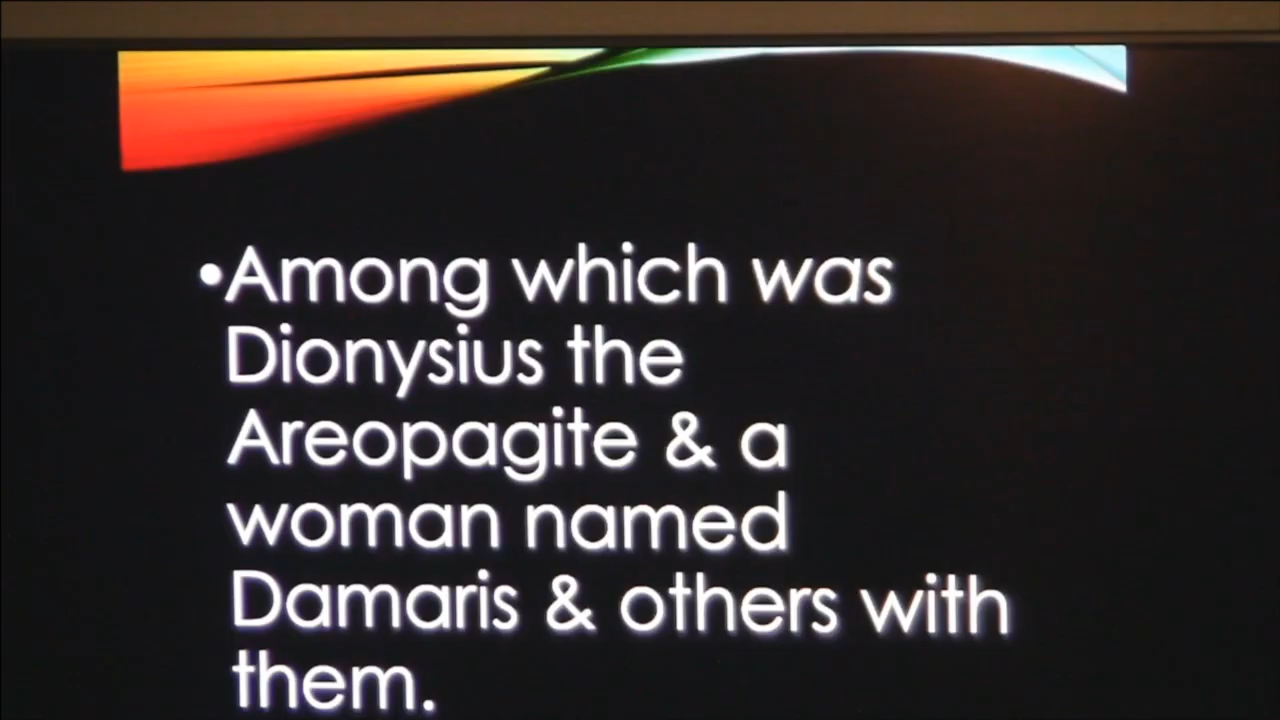 •Among which was
Dionysius the
Areopagite & a
woman named
Damaris & others with
them.